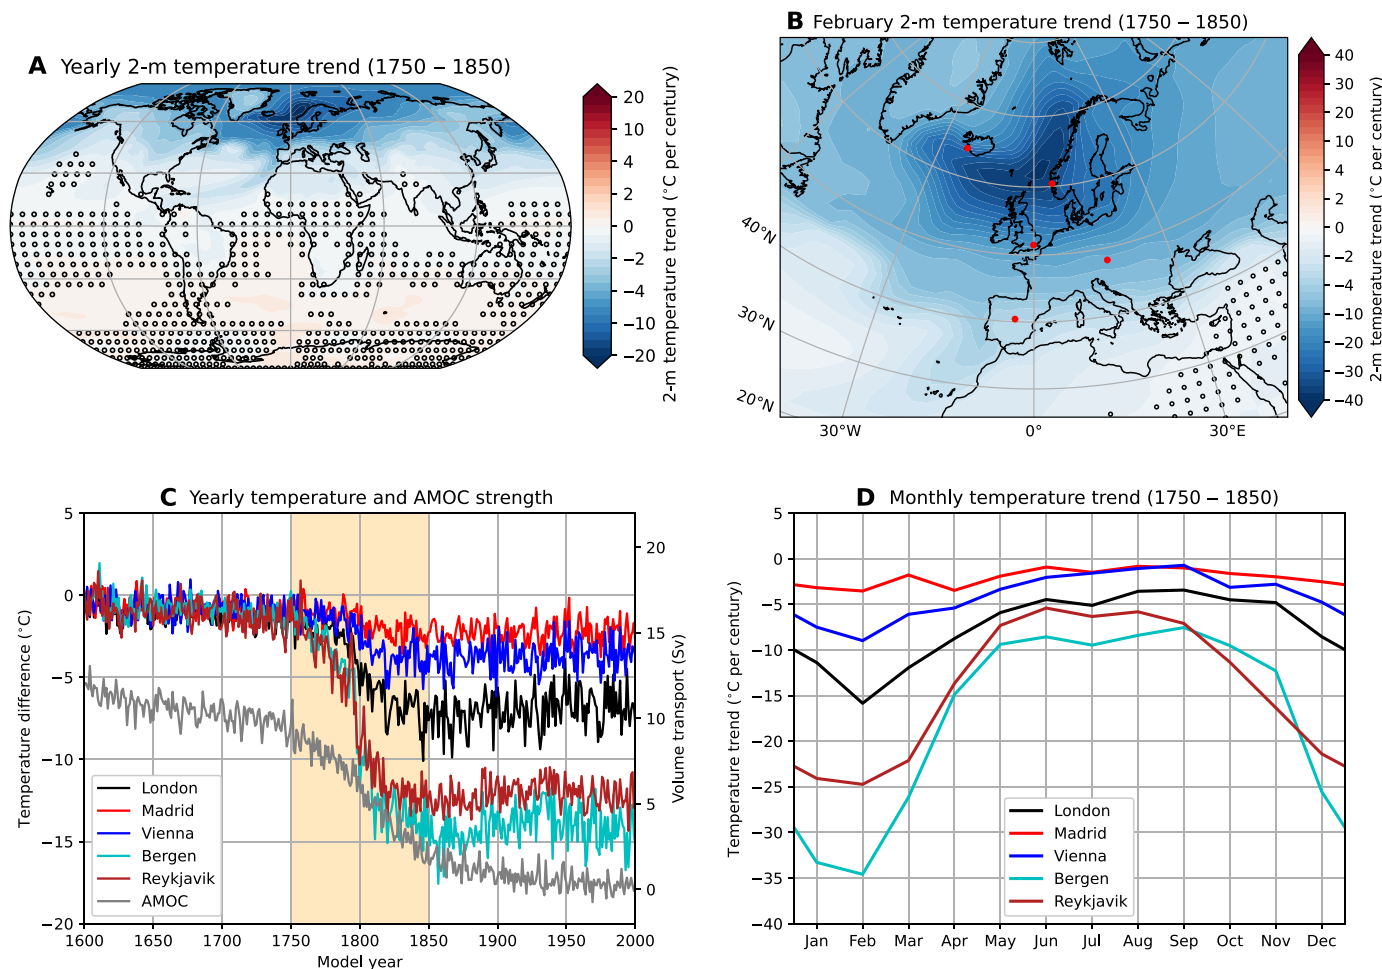 A Yearly 2-m temperature trend (1750 – 1850)
20
10
4
2
0
−2
−4
−10
−20
2-m temperature trend (°C per century)
B February 2-m temperature trend (1750 – 1850)
40°N
30°N
20°N
30°W
0°
30°E
40
30
20
10
4
2
0
−2
−4
−10
−20
−30
−40
2-m temperature trend (°C per century)
C Yearly temperature and AMOC strength
5
0
−5
−10
−15
−20
Temperature difference (°C)
20
15
10
5
0
Volume transport (Sv)
London
Madrid
Vienna
Bergen
Reykjavik
AMOC
1600
1650
1700
1750
1800
1850
1900
1950
2000
Model year
D Monthly temperature trend (1750 – 1850)
5
0
−5
−10
−15
−20
−25
−30
−35
−40
Temperature trend (°C per century)
London
Madrid
Vienna
Bergen
Reykjavik
Jan
Feb
Mar
Apr
May
Jun
Jul
Aug
Sep
Oct
Nov
Dec